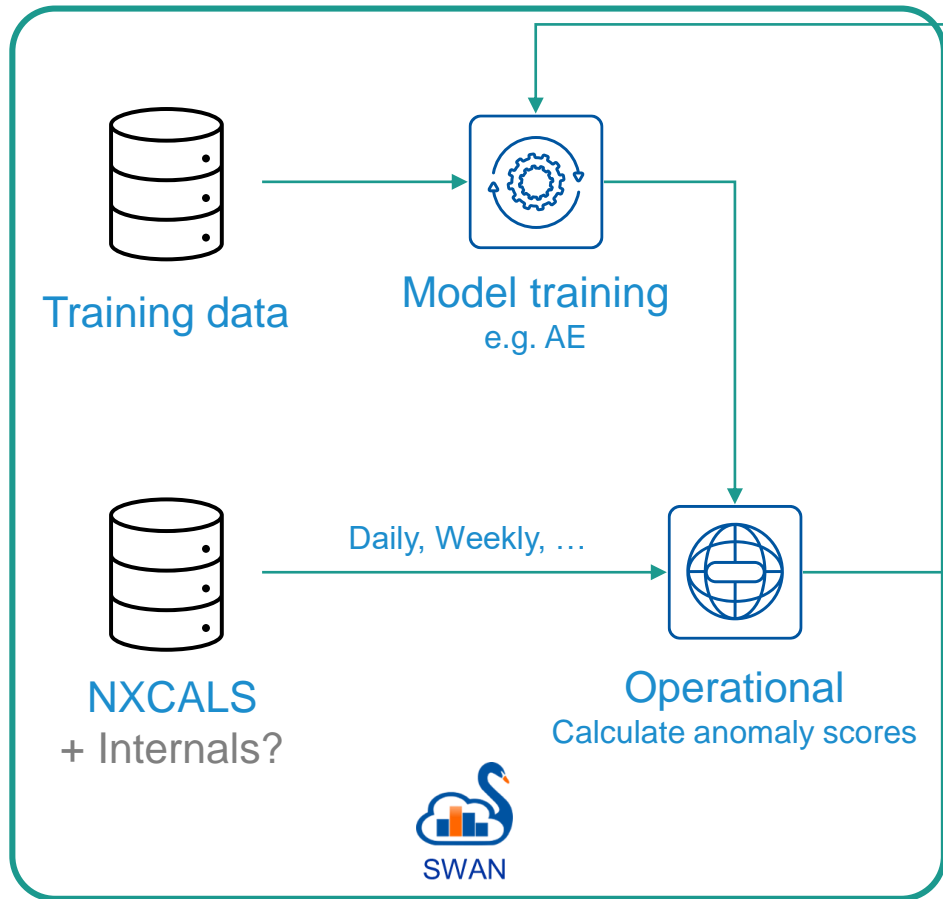 Training data
Model training
e.g. AE
Daily, Weekly, …
NXCALS
+ Internals?
Operational
Calculate anomaly scores
SWAN